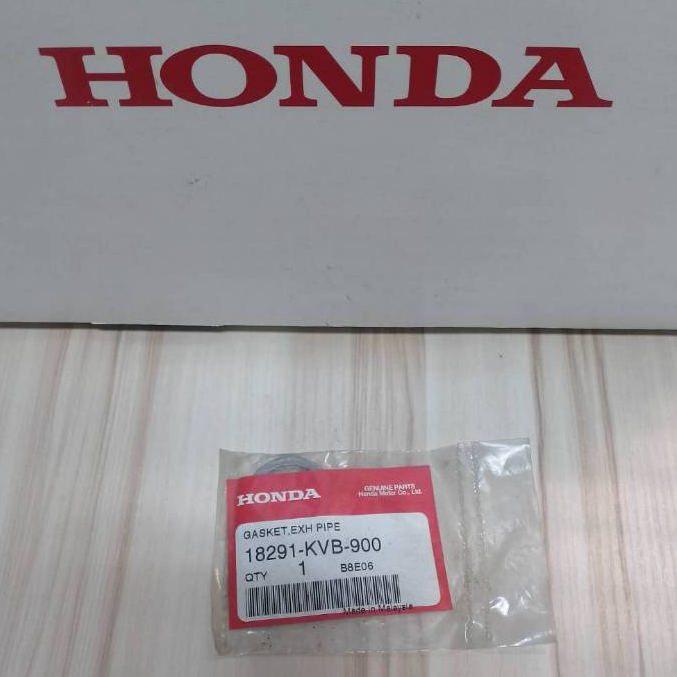 HONDA
HONDA
GENUINE PARTS
Honda Motor Co., Ltd.
GASKET,EXH PIPE
18291-KVB-900
QTY 1 B8E06
Made in Malaysia